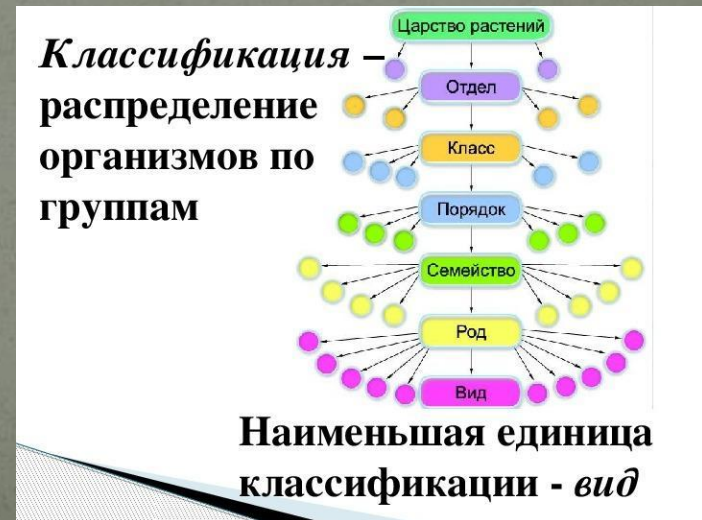 Классификация –
распределение
организмов по
группам
Царство растений
Отдел
Класс
Порядок
Семейство
Род
Вид
Наименьшая единица
классификации - вид